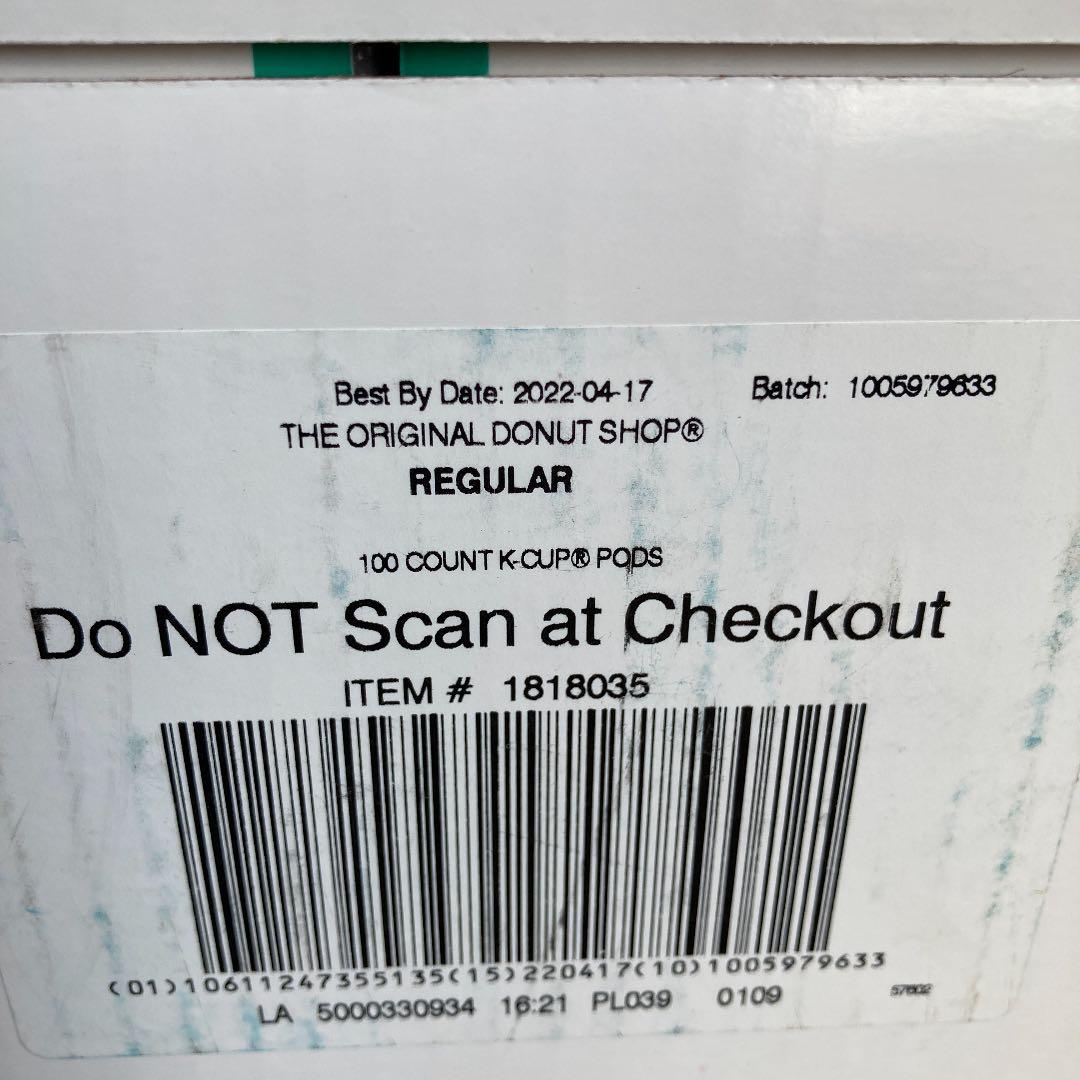 Best By Date: 2022-04-17 Batch: 1005979633
THE ORIGINAL DONUT SHOP®
REGULAR
100 COUNT K-CUP® PODS
Do NOT Scan at Checkout
ITEM # 1818035
(01)10611247355135(15)220417(10)1005979633
LA 5000330934 16:21 PL039 0109 57602